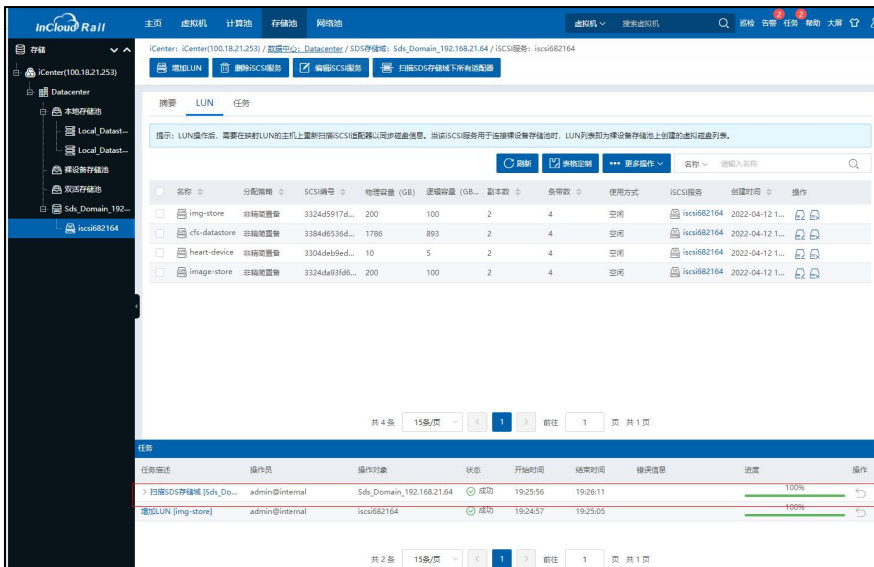 InCloud Rail
主页 虚拟机 计算池 存储池 网络池 虚拟机 搜索虚拟机 巡检 告警 2 任务 2 帮助 大屏
存储
iCenter(100.18.21.253)
Datacenter
本地存储池
Local_Datast...
Local_Datast...
裸设备存储池
双活存储池
Sds_Domain_192...
iscsi682164
iCenter: iCenter(100.18.21.253) / 数据中心: Datacenter / SDS存储域: Sds_Domain_192.168.21.64 / iSCSI服务: iscsi682164
增加LUN 删除iSCSI服务 编辑iSCSI服务 扫描SDS存储域下所有适配器
摘要 LUN 任务
提示: LUN操作后, 需要在映射LUN的主机上重新扫描iSCSI适配器以同步磁盘信息。当该iSCSI服务用于连接裸设备存储池时, LUN列表即为裸设备存储池上创建的虚拟磁盘列表。
刷新 表格定制 ••• 更多操作 名称 请输入名称
名称 分配策略 SCSI编号 物理容量 (GB) 逻辑容量 (GB... 副本数 条带数 使用方式 iSCSI服务 创建时间 操作
img-store 非精简置备 3324d5917d... 200 100 2 4 空闲 iscsi682164 2022-04-12 1...
cfs-datastore 非精简置备 3384d6536d... 1786 893 2 4 空闲 iscsi682164 2022-04-12 1...
heart-device 非精简置备 3304deb9ed... 10 5 2 4 空闲 iscsi682164 2022-04-12 1...
image-store 非精简置备 3324da93fd6... 200 100 2 4 空闲 iscsi682164 2022-04-12 1...
共 4 条 15条/页 < 1 > 前往 1 页 共 1 页
任务
任务描述 操作员 操作对象 状态 开始时间 结束时间 错误信息 进度 操作
> 扫描SDS存储域 [Sds_Do... admin@internal Sds_Domain_192.168.21.64 成功 19:25:56 19:26:11 100%
增加LUN [img-store] admin@internal iscsi682164 成功 19:24:57 19:25:05 100%
共 2 条 15条/页 < 1 > 前往 1 页 共 1 页